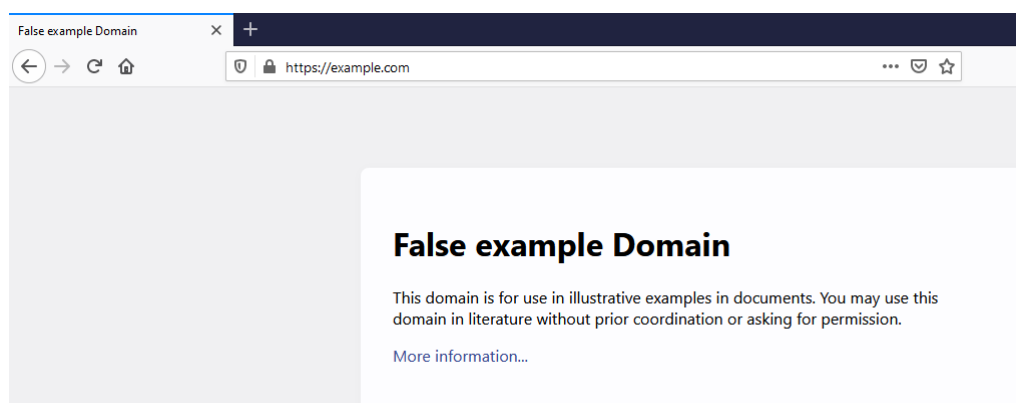 False example Domain
https://example.com
False example Domain
This domain is for use in illustrative examples in documents. You may use this
domain in literature without prior coordination or asking for permission.
More information...